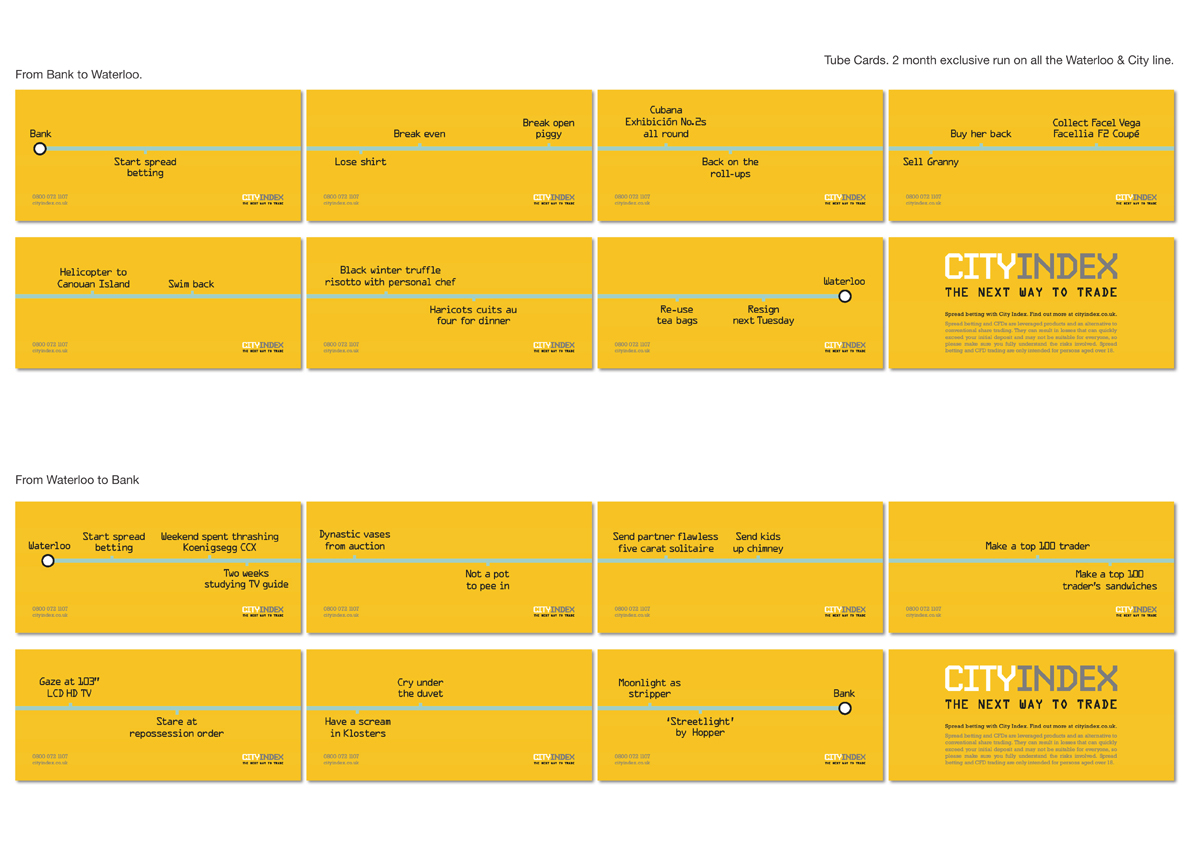 Tube Cards. 2 month exclusive run on all the Waterloo & City line.
From Bank to Waterloo.
Bank
Start spread
betting
0800 072 1107
cityindex.co.uk
CITYINDEX
THE NEXT WAY TO TRADE
Lose shirt
Break even
Break open
piggy
0800 072 1107
cityindex.co.uk
CITYINDEX
THE NEXT WAY TO TRADE
Cubana
Exhibición No.2s
all round
Back on the
roll-ups
0800 072 1107
cityindex.co.uk
CITYINDEX
THE NEXT WAY TO TRADE
Sell Granny
Buy her back
Collect Facel Vega
Facellia F2 Coupé
0800 072 1107
cityindex.co.uk
CITYINDEX
THE NEXT WAY TO TRADE
Helicopter to
Canouan Island
Swim back
0800 072 1107
cityindex.co.uk
CITYINDEX
THE NEXT WAY TO TRADE
Black winter truffle
risotto with personal chef
Haricots cuits au
four for dinner
0800 072 1107
cityindex.co.uk
CITYINDEX
THE NEXT WAY TO TRADE
Re-use
tea bags
Resign
next Tuesday
Waterloo
0800 072 1107
cityindex.co.uk
CITYINDEX
THE NEXT WAY TO TRADE
CITYINDEX
THE NEXT WAY TO TRADE
Spread betting with City Index. Find out more at cityindex.co.uk.
Spread betting and CFDs are leveraged products and an alternative to
conventional share trading. They can result in losses that can quickly
exceed your initial deposit and may not be suitable for everyone, so
please make sure you fully understand the risks involved. Spread
betting and CFD trading are only intended for persons aged over 18.
From Waterloo to Bank
Waterloo
Start spread
betting
Weekend spent thrashing
Koenigsegg CCX
Two weeks
studying TV guide
0800 072 1107
cityindex.co.uk
CITYINDEX
THE NEXT WAY TO TRADE
Dynastic vases
from auction
Not a pot
to pee in
0800 072 1107
cityindex.co.uk
CITYINDEX
THE NEXT WAY TO TRADE
Send partner flawless
five carat solitaire
Send kids
up chimney
0800 072 1107
cityindex.co.uk
CITYINDEX
THE NEXT WAY TO TRADE
Make a top 100 trader
Make a top 100
trader's sandwiches
0800 072 1107
cityindex.co.uk
CITYINDEX
THE NEXT WAY TO TRADE
Gaze at 103"
LCD HD TV
Stare at
repossession order
0800 072 1107
cityindex.co.uk
CITYINDEX
THE NEXT WAY TO TRADE
Have a scream
in Klosters
Cry under
the duvet
0800 072 1107
cityindex.co.uk
CITYINDEX
THE NEXT WAY TO TRADE
Moonlight as
stripper
'Streetlight'
by Hopper
Bank
0800 072 1107
cityindex.co.uk
CITYINDEX
THE NEXT WAY TO TRADE
CITYINDEX
THE NEXT WAY TO TRADE
Spread betting with City Index. Find out more at cityindex.co.uk.
Spread betting and CFDs are leveraged products and an alternative to
conventional share trading. They can result in losses that can quickly
exceed your initial deposit and may not be suitable for everyone, so
please make sure you fully understand the risks involved. Spread
betting and CFD trading are only intended for persons aged over 18.